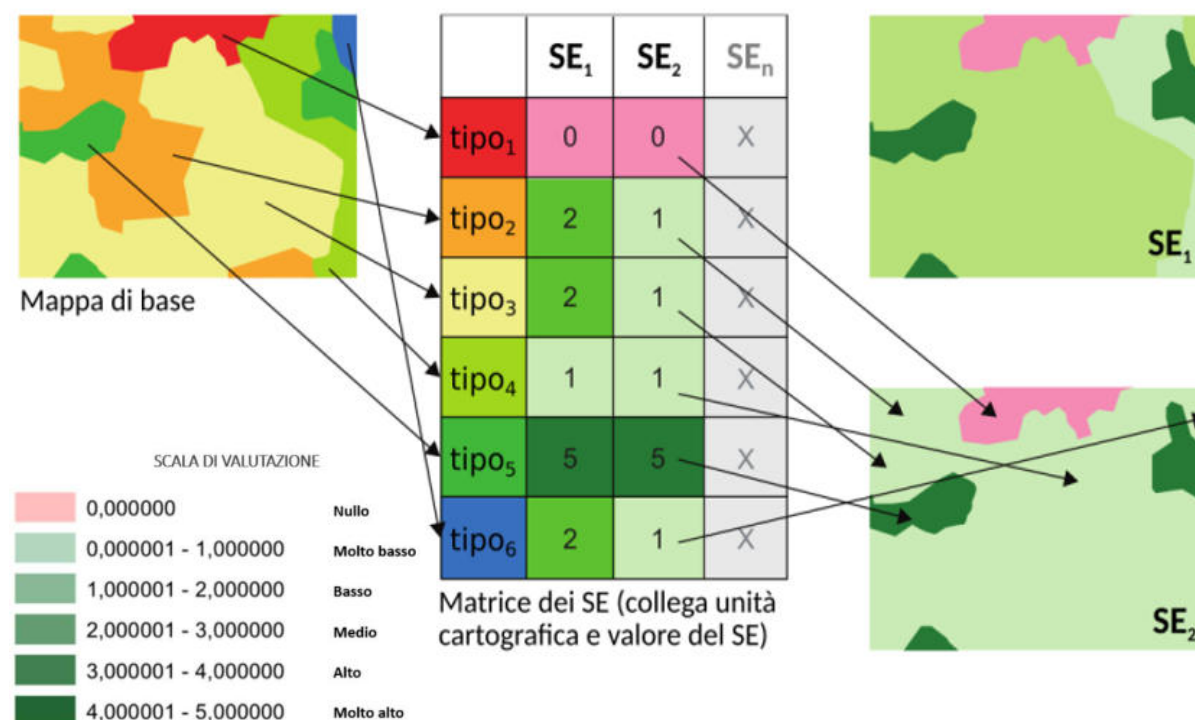 SE1 SE2 SEn
tipo1 0 0 X
tipo2 2 1 X
tipo3 2 1 X
tipo4 1 1 X
tipo5 5 5 X
tipo6 2 1 X
Mappa di base
Matrice dei SE (collega unità
cartografica e valore del SE)
SE1
SE2
SCALA DI VALUTAZIONE
0,000000 Nullo
0,000001 - 1,000000 Molto basso
1,000001 - 2,000000 Basso
2,000001 - 3,000000 Medio
3,000001 - 4,000000 Alto
4,000001 - 5,000000 Molto alto